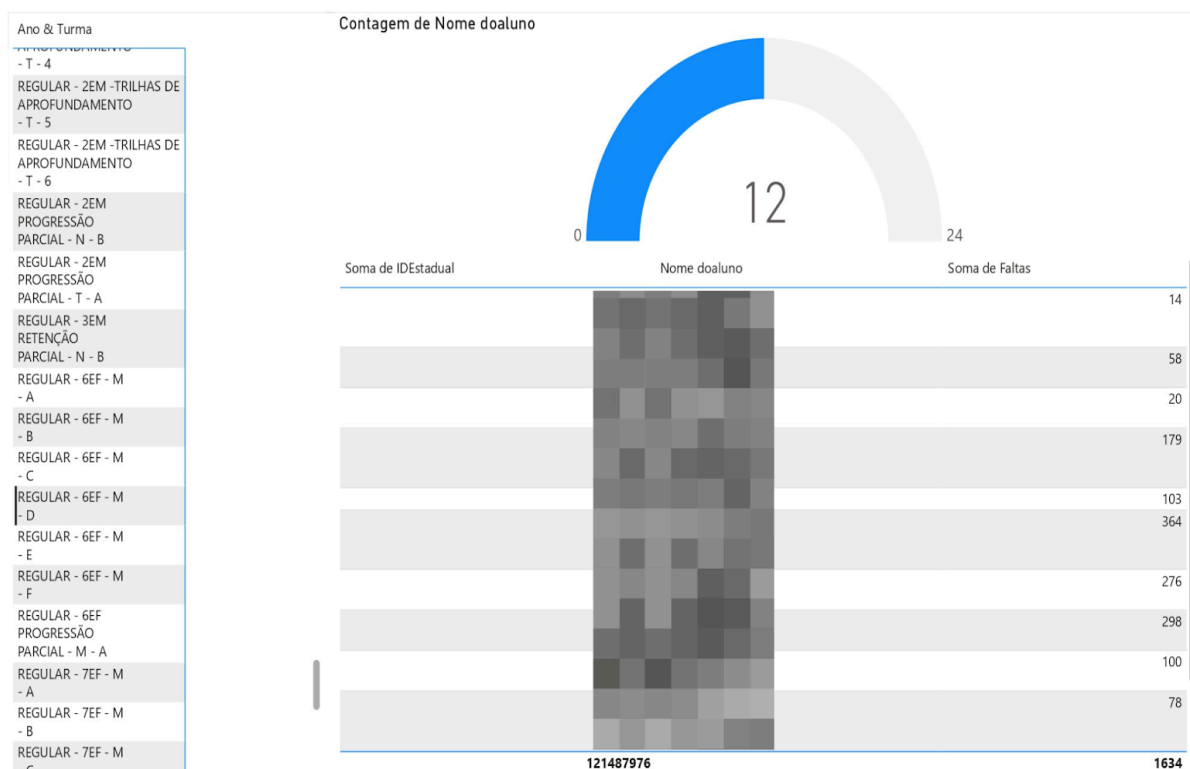 Ano & Turma
APROFUNDAMENTO
- T - 4
REGULAR - 2EM -TRILHAS DE
APROFUNDAMENTO
- T - 5
REGULAR - 2EM -TRILHAS DE
APROFUNDAMENTO
- T - 6
REGULAR - 2EM
PROGRESSÃO
PARCIAL - N - B
REGULAR - 2EM
PROGRESSÃO
PARCIAL - T - A
REGULAR - 3EM
RETENÇÃO
PARCIAL - N - B
REGULAR - 6EF - M
- A
REGULAR - 6EF - M
- B
REGULAR - 6EF - M
- C
REGULAR - 6EF - M
- D
REGULAR - 6EF - M
- E
REGULAR - 6EF - M
- F
REGULAR - 6EF
PROGRESSÃO
PARCIAL - M - A
REGULAR - 7EF - M
- A
REGULAR - 7EF - M
- B
REGULAR - 7EF - M
Contagem de Nome doaluno
12
0
24
Soma de IDEstadual Nome doaluno Soma de Faltas
14
58
20
179
103
364
276
298
100
78
121487976 1634